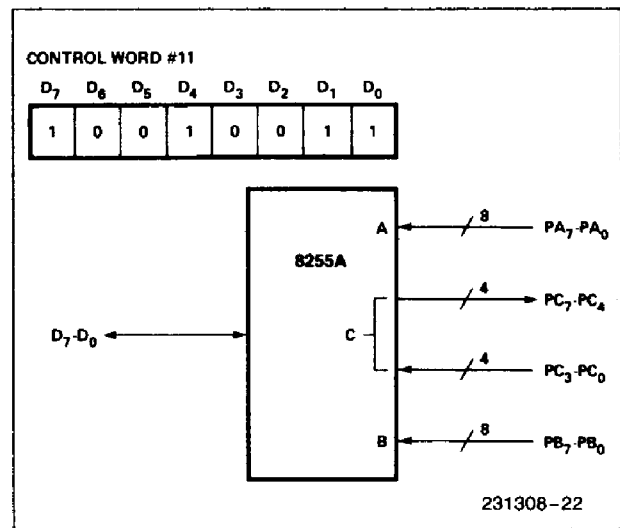 CONTROL WORD #11
D7 D6 D5 D4 D3 D2 D1 D0
1 0 0 1 0 0 1 1
8255A
A 8 PA7-PA0
4 PC7-PC4
D7-D0 C
4 PC3-PC0
B 8 PB7-PB0
231308-22